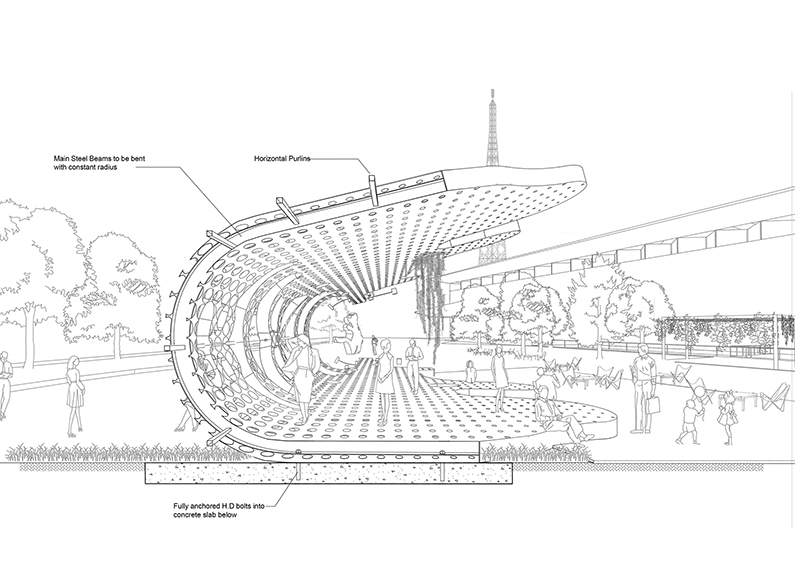 Main Steel Beams to be bent
with constant radius
Horizontal Purlins
Fully anchored H.D bolts into
concrete slab below